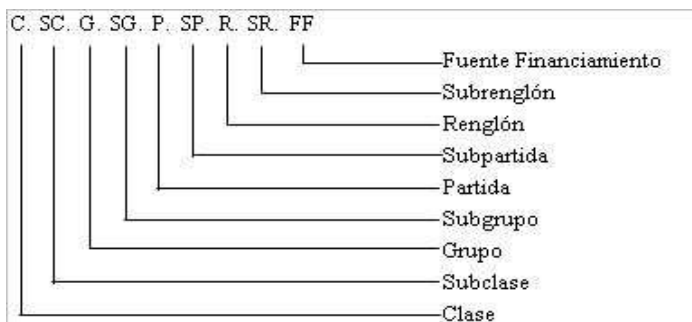 C. SC. G. SG. P. SP. R. SR. FF
Fuente Financiamiento
Subrenglón
Renglón
Subpartida
Partida
Subgrupo
Grupo
Subclase
Clase